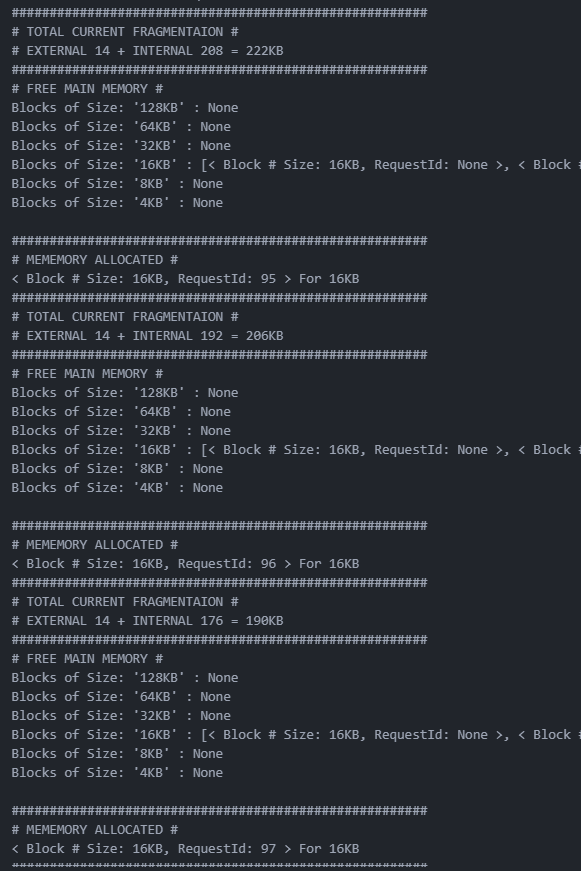 #######################################################
# TOTAL CURRENT FRAGMENTAION #
# EXTERNAL 14 + INTERNAL 208 = 222KB
#######################################################
# FREE MAIN MEMORY #
Blocks of Size: '128KB' : None
Blocks of Size: '64KB' : None
Blocks of Size: '32KB' : None
Blocks of Size: '16KB' : [< Block # Size: 16KB, RequestId: None >, < Block #
Blocks of Size: '8KB' : None
Blocks of Size: '4KB' : None
#######################################################
# MEMEMORY ALLOCATED #
< Block # Size: 16KB, RequestId: 95 > For 16KB
#######################################################
# TOTAL CURRENT FRAGMENTAION #
# EXTERNAL 14 + INTERNAL 192 = 206KB
#######################################################
# FREE MAIN MEMORY #
Blocks of Size: '128KB' : None
Blocks of Size: '64KB' : None
Blocks of Size: '32KB' : None
Blocks of Size: '16KB' : [< Block # Size: 16KB, RequestId: None >, < Block #
Blocks of Size: '8KB' : None
Blocks of Size: '4KB' : None
#######################################################
# MEMEMORY ALLOCATED #
< Block # Size: 16KB, RequestId: 96 > For 16KB
#######################################################
# TOTAL CURRENT FRAGMENTAION #
# EXTERNAL 14 + INTERNAL 176 = 190KB
#######################################################
# FREE MAIN MEMORY #
Blocks of Size: '128KB' : None
Blocks of Size: '64KB' : None
Blocks of Size: '32KB' : None
Blocks of Size: '16KB' : [< Block # Size: 16KB, RequestId: None >, < Block #
Blocks of Size: '8KB' : None
Blocks of Size: '4KB' : None
#######################################################
# MEMEMORY ALLOCATED #
< Block # Size: 16KB, RequestId: 97 > For 16KB
#######################################################